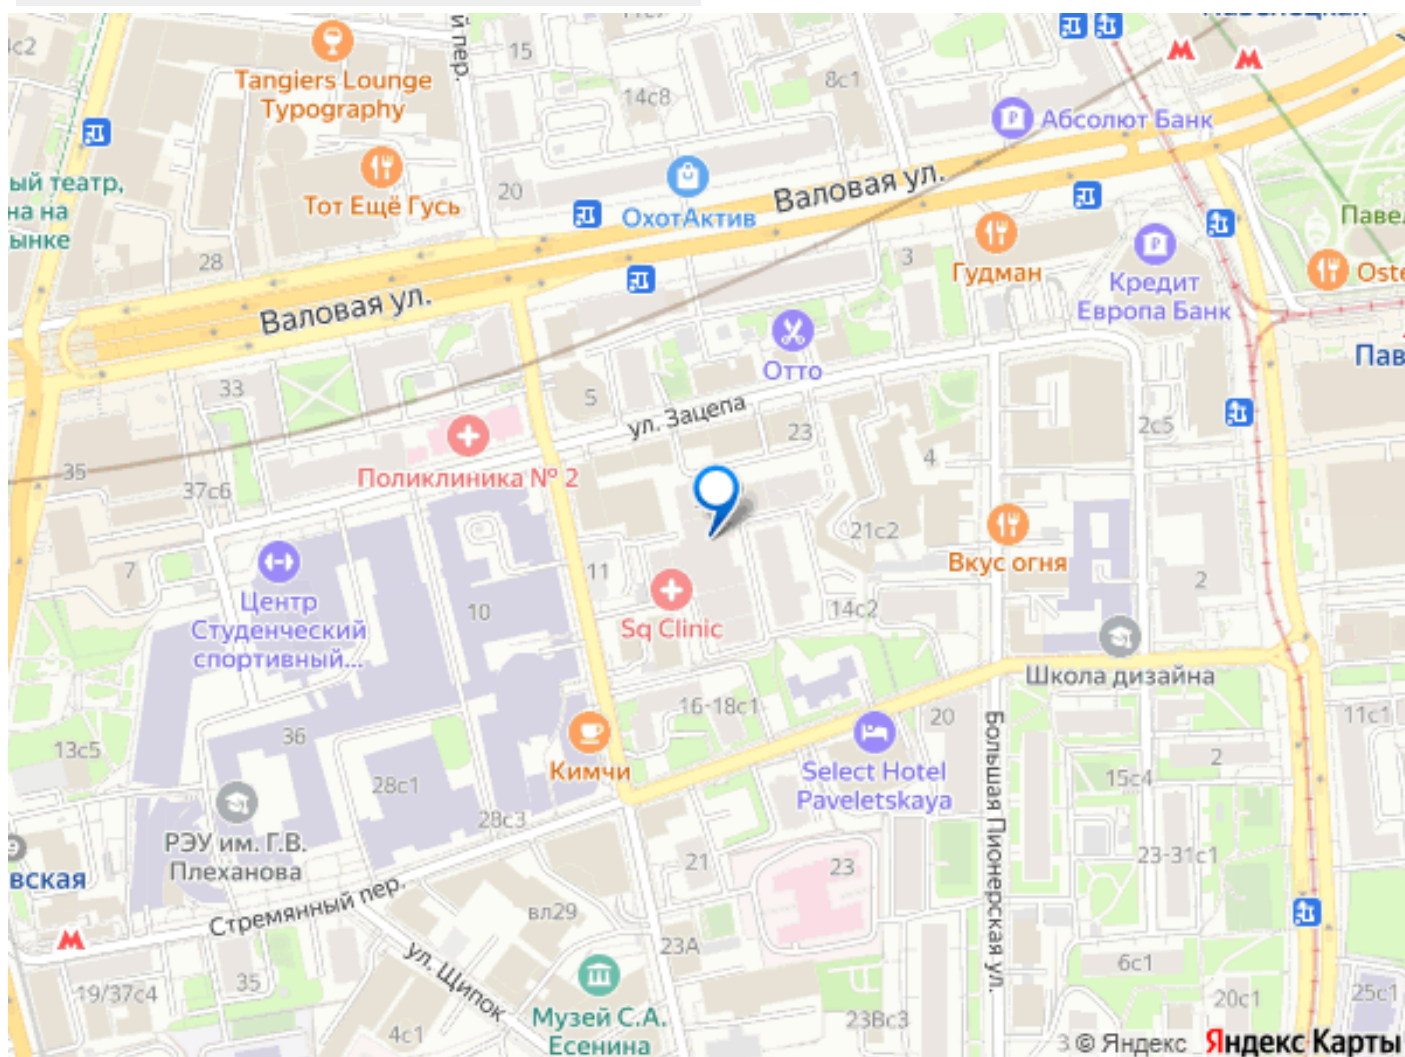 11с7
Павелецкая
3с2
15
й пер.
Tangiers Lounge
Typography
8с1
14с8
Абсолют Банк
ый театр,
на на
ынке
Тот Ещё Гусь
20
ОхотАктив
Валовая ул.
Павел
28
3
Гудман
Кредит
Европа Банк
Oste
Валовая ул.
Отто
Пав
33
5
ул. Зацепа
23
2с5
4
35
37с6
Поликлиника № 2
21с2
Вкус огня
7
11
2
Центр
Студенческий
спортивный...
10
14с2
Sq Clinic
Школа дизайна
16-18с1
20
11с1
36
13с5
Кимчи
Select Hotel
Paveletskaya
Большая Пионерская ул.
2
15с4
28с1
28с3
РЭУ им. Г.В.
Плеханова
вская
21
23
23-31с1
Стремянный пер.
вл29
23А
ул. Щипок
6с1
19/37с4
35
20с1
25с1
Музей С.А.
Есенина
4с1
23Вс3
3
© Яндекс
Яндекс Карты